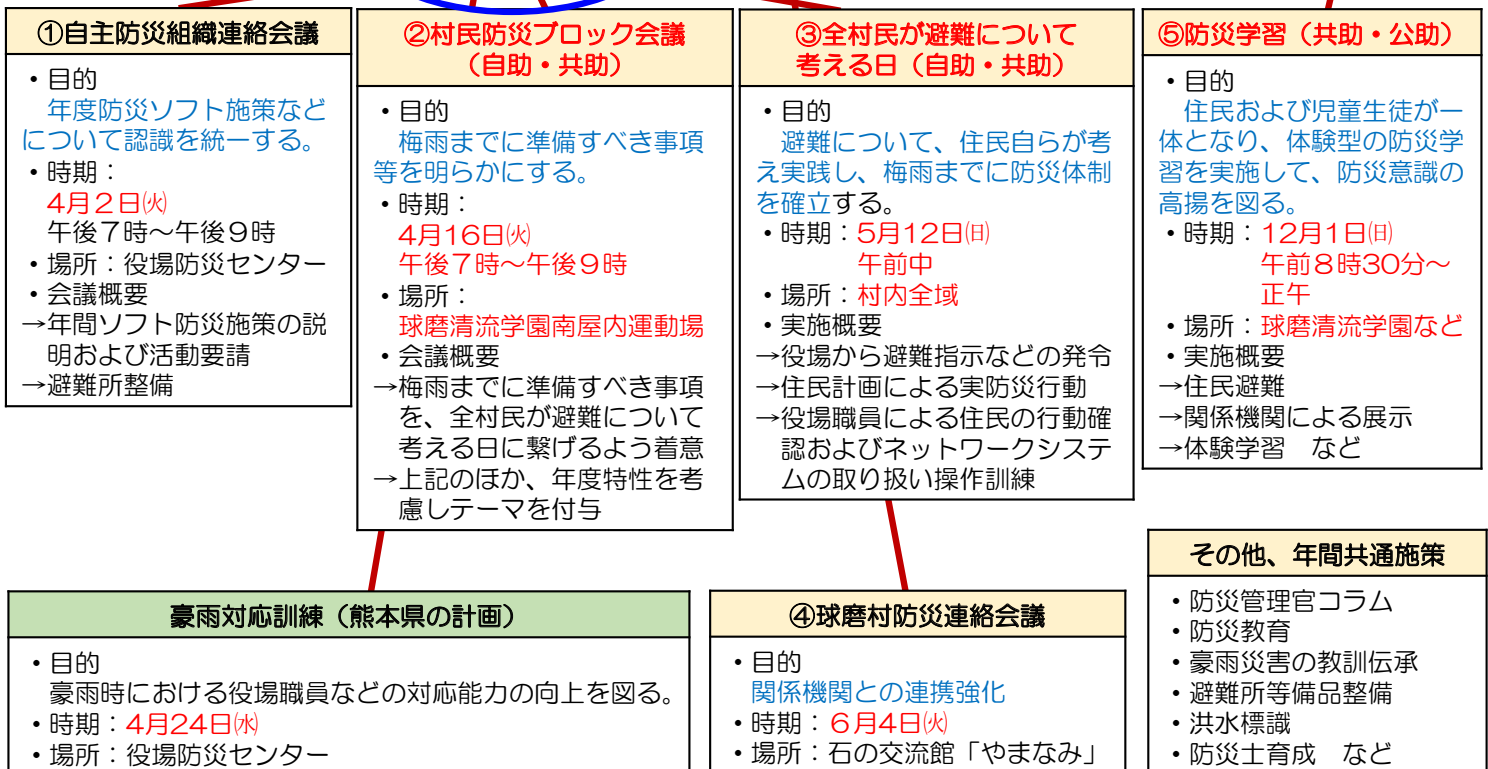 ①自主防災組織連絡会議
・目的
年度防災ソフト施策など
について認識を統一する。
・時期：
4月2日㈫
午後7時～午後9時
・場所：役場防災センター
・会議概要
→年間ソフト防災施策の説
明および活動要請
→避難所整備
②村民防災ブロック会議
（自助・共助）
・目的
梅雨までに準備すべき事項
等を明らかにする。
・時期：
4月16日㈫
午後7時～午後9時
・場所：
球磨清流学園南屋内運動場
・会議概要
→梅雨までに準備すべき事項
を、全村民が避難について
考える日に繋げるよう着意
→上記のほか、年度特性を考
慮しテーマを付与
③全村民が避難について
考える日（自助・共助）
・目的
避難について、住民自らが考
え実践し、梅雨までに防災体制
を確立する。
・時期：5月12日㈰
午前中
・場所：村内全域
・実施概要
→役場から避難指示などの発令
→住民計画による実防災行動
→役場職員による住民の行動確
認およびネットワークシステ
ムの取り扱い操作訓練
⑤防災学習（共助・公助）
・目的
住民および児童生徒が一
体となり、体験型の防災学
習を実施して、防災意識の
高揚を図る。
・時期：12月1日㈰
午前8時30分～
正午
・場所：球磨清流学園など
・実施概要
→住民避難
→関係機関による展示
→体験学習　など
豪雨対応訓練（熊本県の計画）
・目的
豪雨時における役場職員などの対応能力の向上を図る。
・時期：4月24日㈬
・場所：役場防災センター
④球磨村防災連絡会議
・目的
関係機関との連携強化
・時期：6月4日㈫
・場所：石の交流館「やまなみ」
その他、年間共通施策
・防災管理官コラム
・防災教育
・豪雨災害の教訓伝承
・避難所等備品整備
・洪水標識
・防災士育成　など